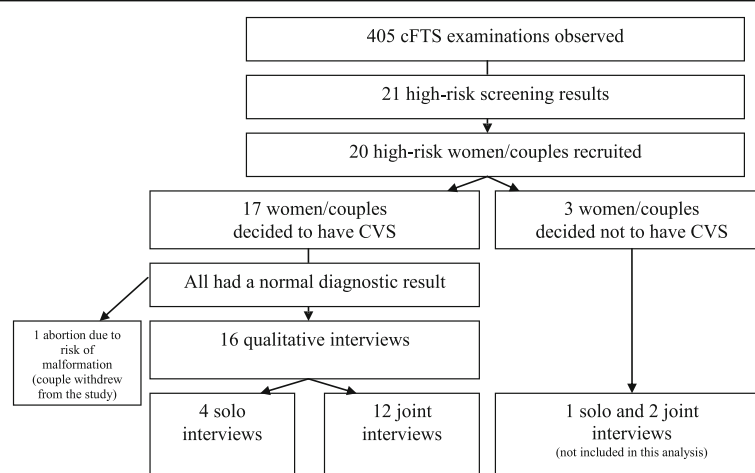 405 cFTS examinations observed
21 high-risk screening results
20 high-risk women/couples recruited
17 women/couples
decided to have CVS
3 women/couples
decided not to have CVS
All had a normal diagnostic result
1 abortion due to
risk of
malformation
(couple withdrew
from the study)
16 qualitative interviews
4 solo
interviews
12 joint
interviews
1 solo and 2 joint
interviews
(not included in this analysis)